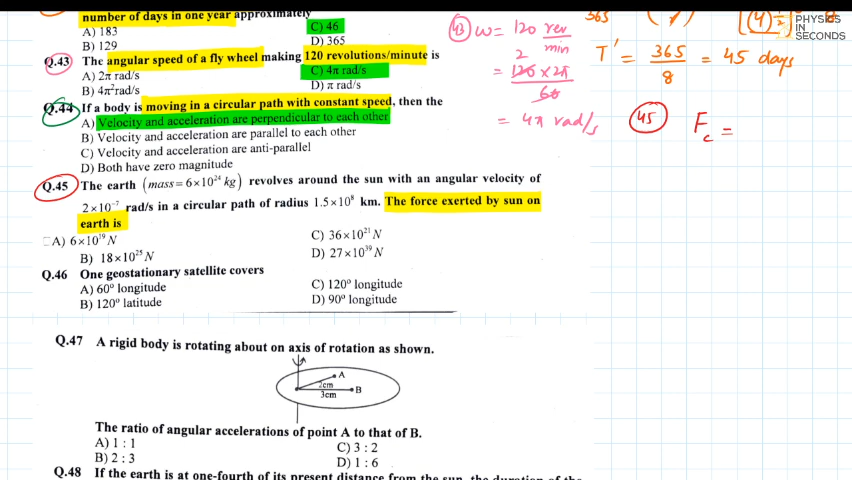 number of days in one year approximately
A) 183
C) 46
B) 129
D) 365
Q.43 The angular speed of a fly wheel making 120 revolutions/minute is
A) 2π rad/s
C) 4π rad/s
B) 4π² rad/s
D) π rad/s
Q.44 If a body is moving in a circular path with constant speed, then the
A) Velocity and acceleration are perpendicular to each other
B) Velocity and acceleration are parallel to each other
C) Velocity and acceleration are anti-parallel
D) Both have zero magnitude
Q.45 The earth (mass = 6×10²⁴ kg) revolves around the sun with an angular velocity of
2×10⁻⁷ rad/s in a circular path of radius 1.5×10⁸ km. The force exerted by sun on
earth is
A) 6×10¹⁹ N
C) 36×10²¹ N
B) 18×10²⁵ N
D) 27×10³⁹ N
Q.46 One geostationary satellite covers
A) 60° longitude
C) 120° longitude
B) 120° latitude
D) 90° longitude
Q.47 A rigid body is rotating about on axis of rotation as shown.
A
2cm
B
3cm
The ratio of angular accelerations of point A to that of B.
A) 1 : 1
C) 3 : 2
B) 2 : 3
D) 1 : 6
Q.48 If the earth is at one-fourth of its present distance from the sun, the duration of the
43 ω = 120 rev/min
2
= 120 × 2π / 60
= 4π rad/s
365
T' = 365/8 = 45 days
45 Fc =
PHYSICS
IN
SECONDS